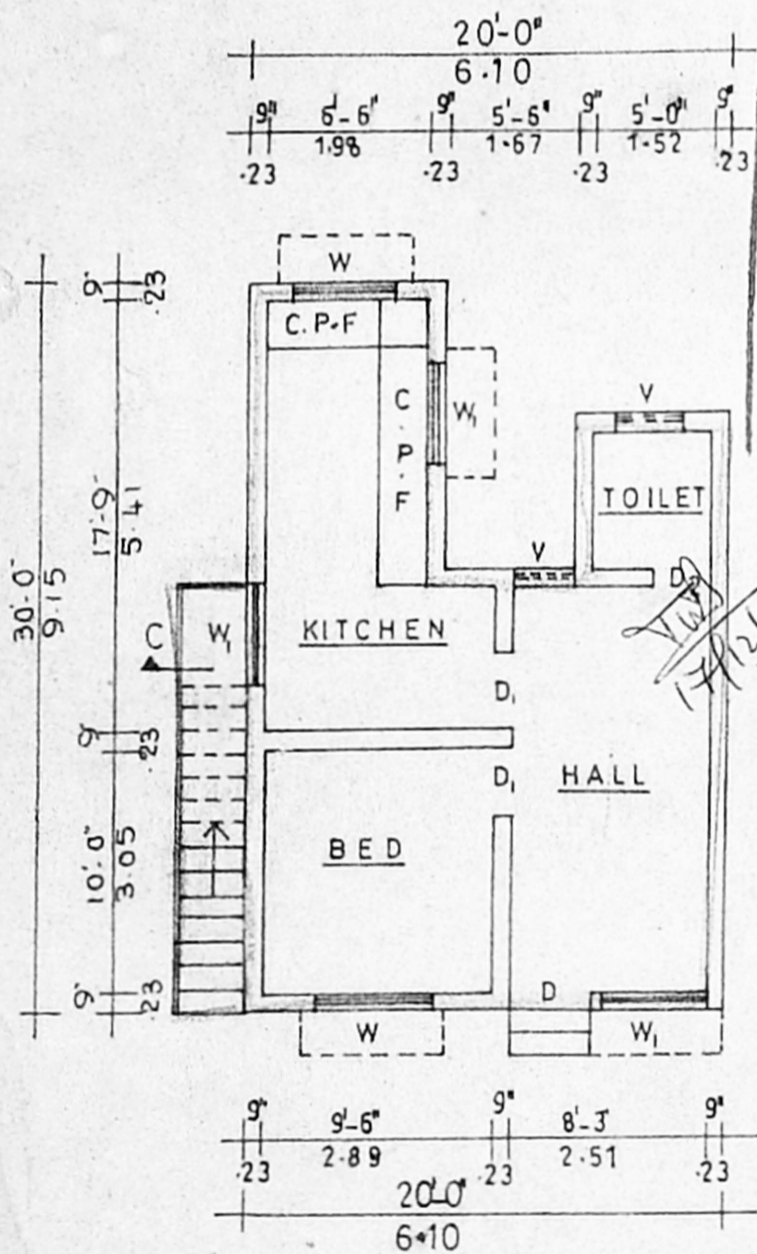 20'-0"
6.10
9" 6'-6" 9" 5'-6" 9" 5'-0" 9"
.23 1.98 .23 1.67 .23 1.52 .23
W
C.P.F
W1
C.P.F
V
TOILET
V
D2
9" .23
17'-9" 5.41
30'-0" 9.15
KITCHEN
C
W1
D1
9" .23
D1
HALL
BED
10'-0" 3.05
9" .23
D
W
W1
9" 9'-6" 9" 8'-3" 9"
.23 2.89 .23 2.51 .23
20'-0"
6.10